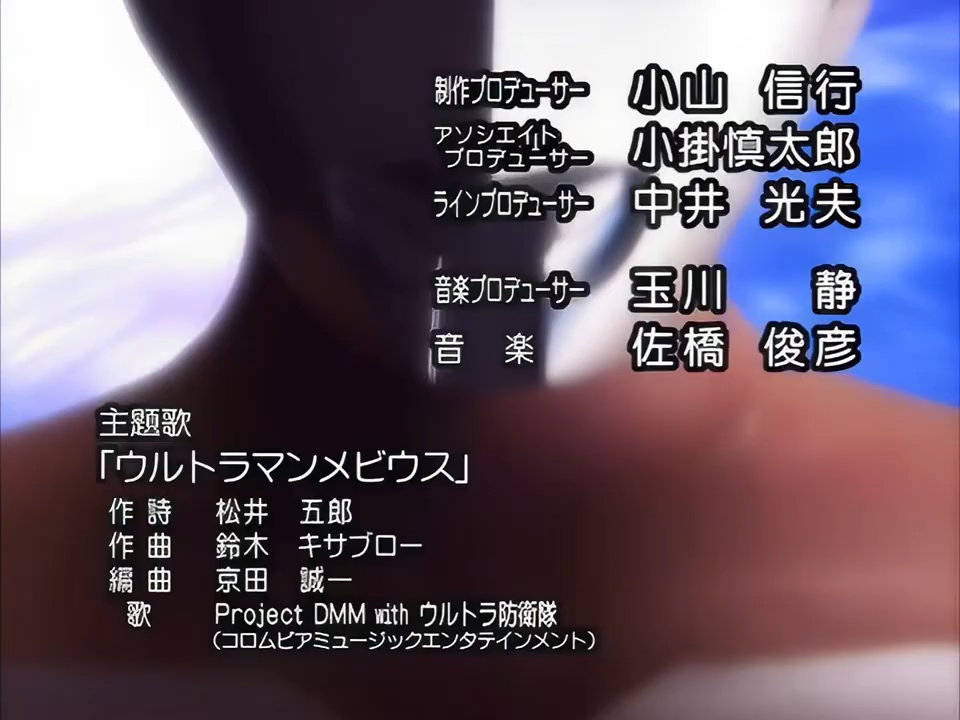 制作プロデューサー 小山 信行
アソシエイト
プロデューサー 小掛慎太郎
ラインプロデューサー 中井 光夫
音楽プロデューサー 玉川 静
音 楽 佐橋 俊彦
主題歌
「ウルトラマンメビウス」
作 詩 松井 五郎
作 曲 鈴木 キサブロー
編 曲 京田 誠一
歌 Project DMM with ウルトラ防衛隊
(コロムビアミュージックエンタテインメント)